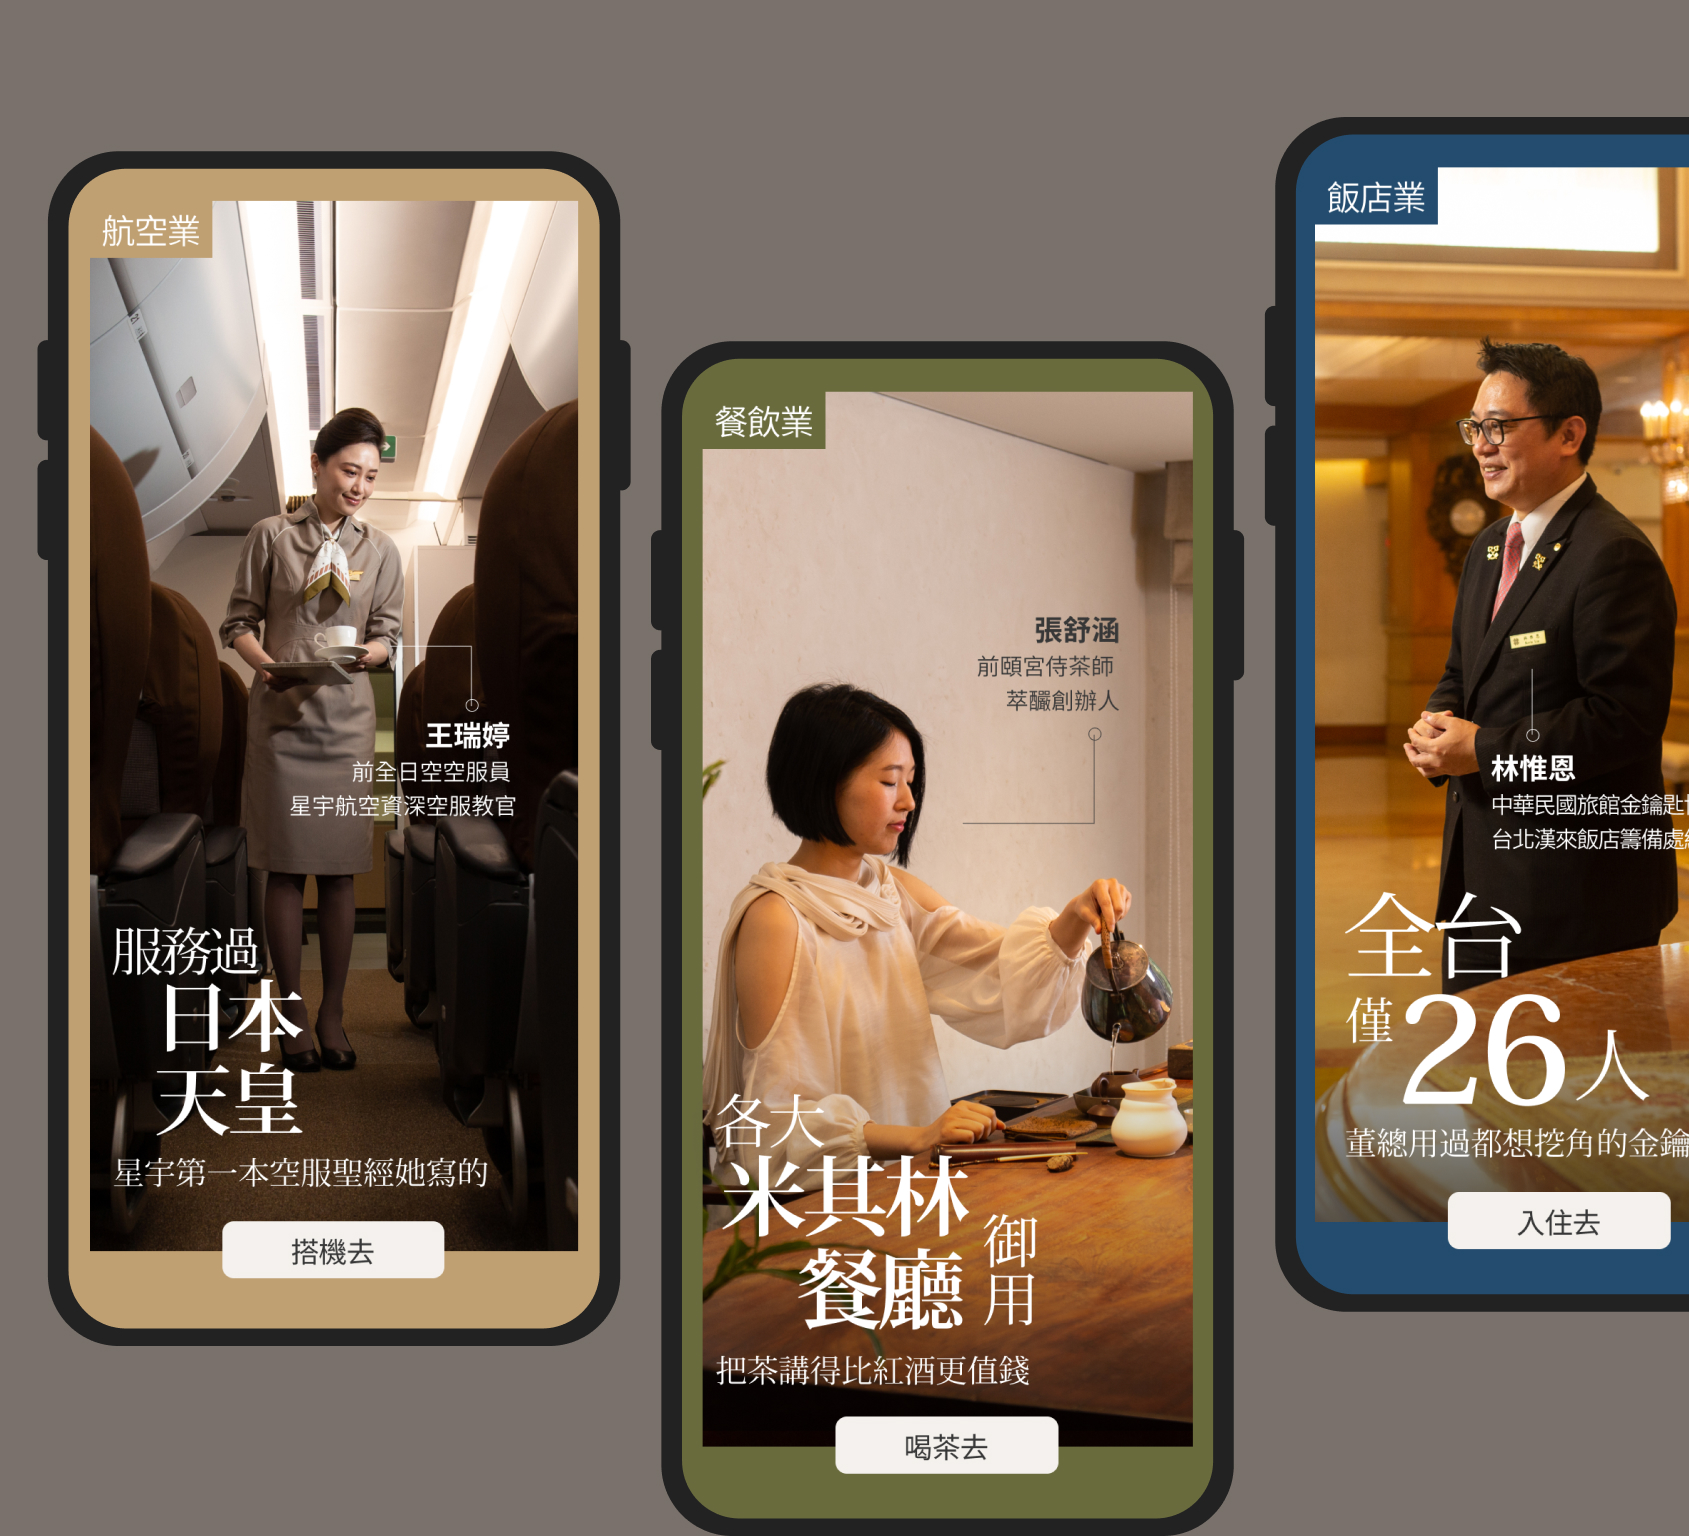 航空業
王瑞婷
前全日空空服員
星宇航空資深空服教官
服務過
日本
天皇
星宇第一本空服聖經她寫的
搭機去
餐飲業
張舒涵
前頤宮侍茶師
萃釅創辦人
各大
米其林
餐廳
御用
把茶講得比紅酒更值錢
喝茶去
飯店業
林惟恩
中華民國旅館金鑰匙
台北漢來飯店籌備處
全台
僅26人
董總用過都想挖角的金鑰
入住去